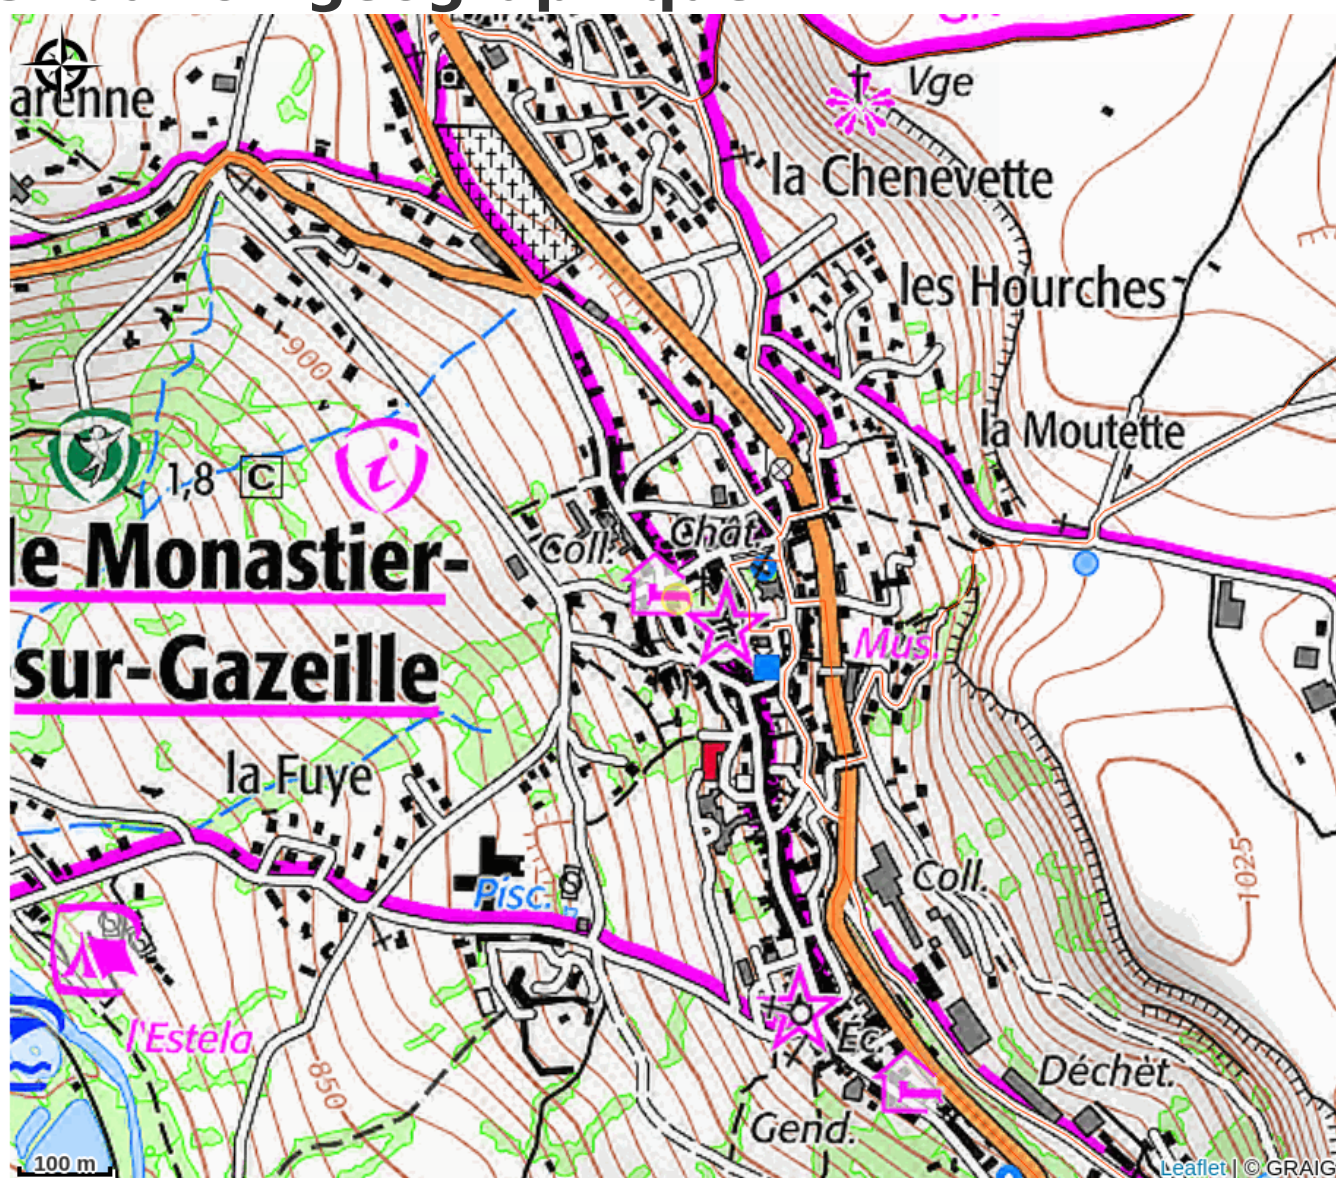 Vge
arenne
la Chenevette
les Hourches
900
la Moutette
1,8 C
i
Chât.
Coll.
le Monastier-
sur-Gazeille
Mus.
la Fuye
1025
Coll.
Pisc.
S
l'Estela
Éc.
850
Déchèt.
Gend.
100 m
Leaflet | © GRAIG